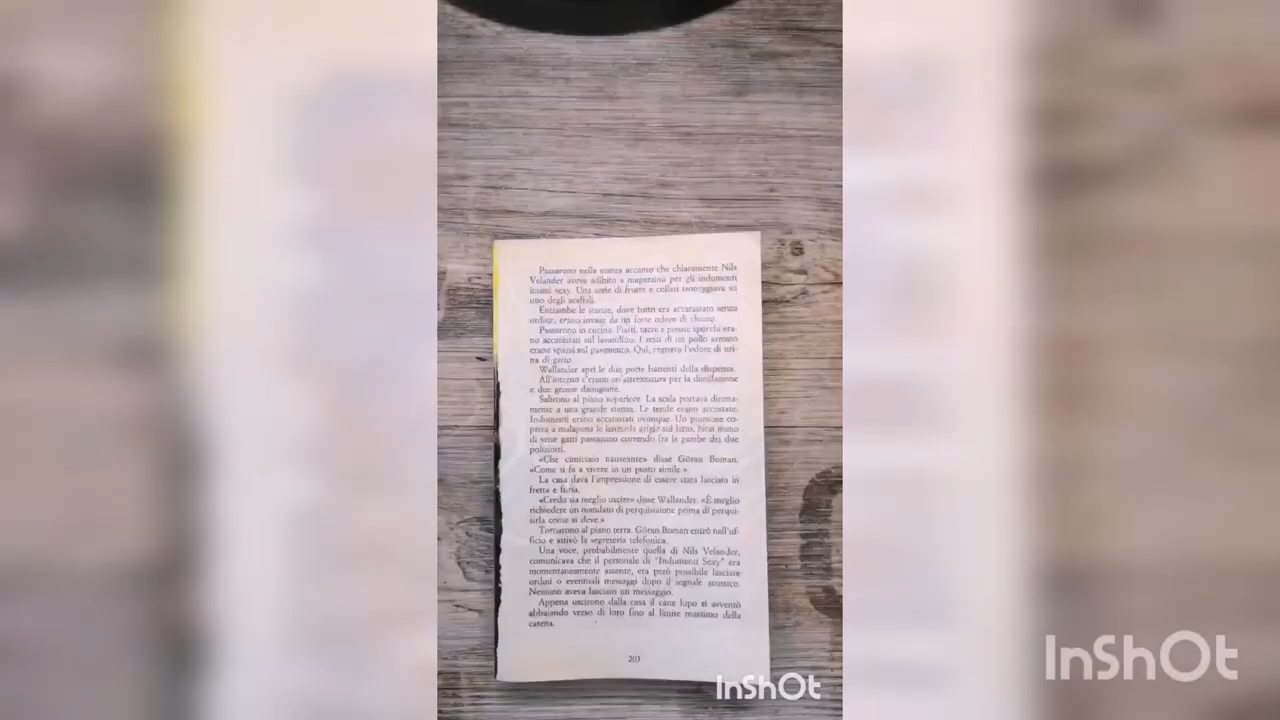 Passarono nella stanza accanto che chiaramente Nils
Velander aveva adibito a magazzino per gli indumenti
intimi sexy. Una serie di fruste e collari troneggiava su
uno degli scaffali.
Entrambe le stanze, dove tutto era accatastato senza
ordine, erano invase da un forte odore di chiuso.
Passarono in cucina. Piatti, tazze e posate sporchi era-
no accatastati sul lavandino. I resti di un pollo arrosto
erano sparsi sul pavimento. Qui, regnava l'odore di uri-
na di gatto.
Wallander aprì le due porte battenti della dispensa.
All'interno c'erano un'attrezzatura per la distillazione
e due grosse damigiane.
Salirono al piano superiore. La scala portava diretta-
mente a una grande stanza. Le tende erano accostate.
Indumenti erano accatastati ovunque. Un piumone co-
priva a malapena le lenzuola grigie sul letto. Non meno
di sette gatti passarono correndo fra le gambe dei due
poliziotti.
«Che cimiciaio nauseante» disse Göran Boman.
«Come si fa a vivere in un posto simile.»
La casa dava l'impressione di essere stata lasciata in
fretta e furia.
«Credo sia meglio uscire» disse Wallander. «È meglio
richiedere un mandato di perquisizione prima di perqui-
sirla come si deve.»
Tornarono al piano terra. Göran Boman entrò nell'uf-
ficio e attivò la segreteria telefonica.
Una voce, probabilmente quella di Nils Velander,
comunicava che il personale di "Indumenti Sexy" era
momentaneamente assente, era però possibile lasciare
ordini o eventuali messaggi dopo il segnale acustico.
Nessuno aveva lasciato un messaggio.
Appena uscirono dalla casa il cane lupo si avventò
abbaiando verso di loro fino al limite massimo della
catena.
203
InShOt
InShOt